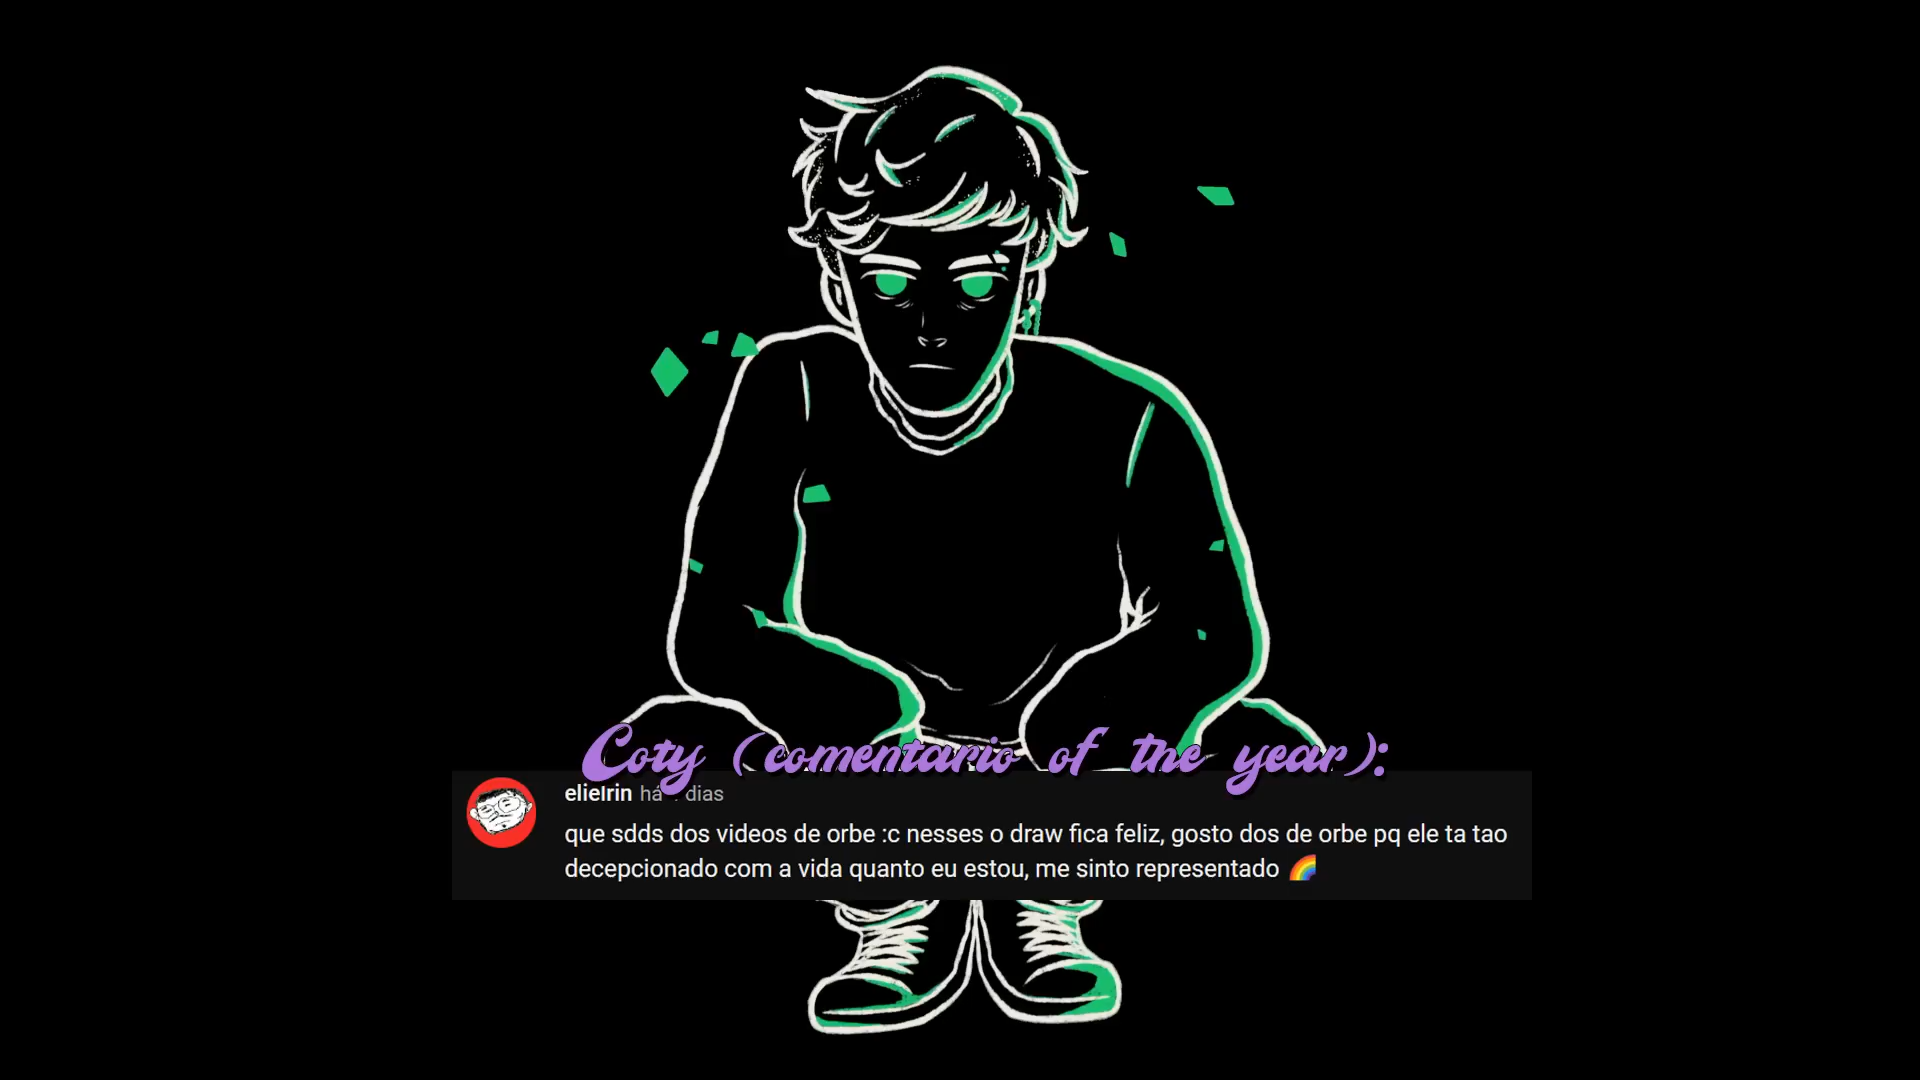 Coty (comentario of the year):
elielrin há dias
que sdds dos videos de orbe :c nesses o draw fica feliz, gosto dos de orbe pq ele ta tao
decepcionado com a vida quanto eu estou, me sinto representado 🌈